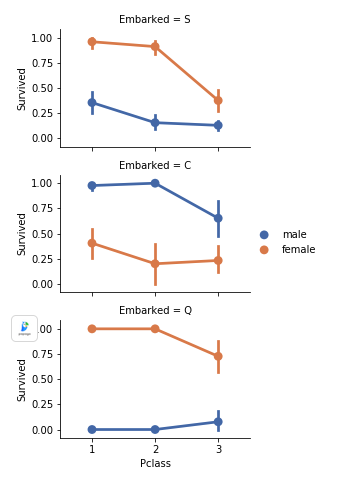 Embarked = S
1.00
0.75
0.50
0.25
0.00
Survived
Embarked = C
1.00
0.75
0.50
0.25
0.00
Survived
male
female
Embarked = Q
.00
0.75
0.50
0.25
0.00
Survived
1 2 3
Pclass